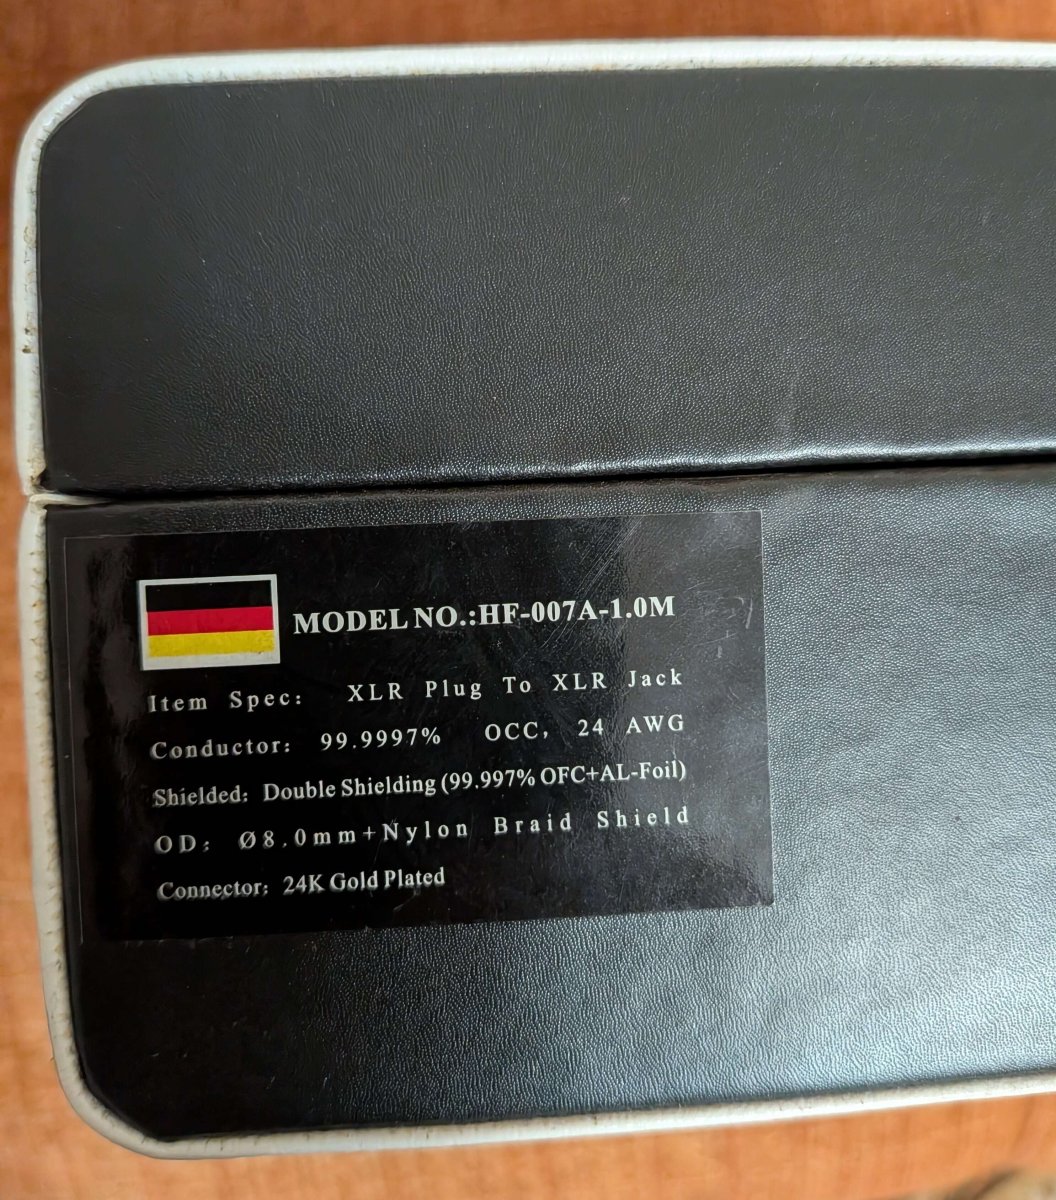 MODEL NO.:HF-007A-1.0M
Item Spec: XLR Plug To XLR Jack
Conductor: 99.9997% OCC, 24 AWG
Shielded: Double Shielding (99.997% OFC+AL-Foil)
OD: Ø8.0mm+Nylon Braid Shield
Connector: 24K Gold Plated